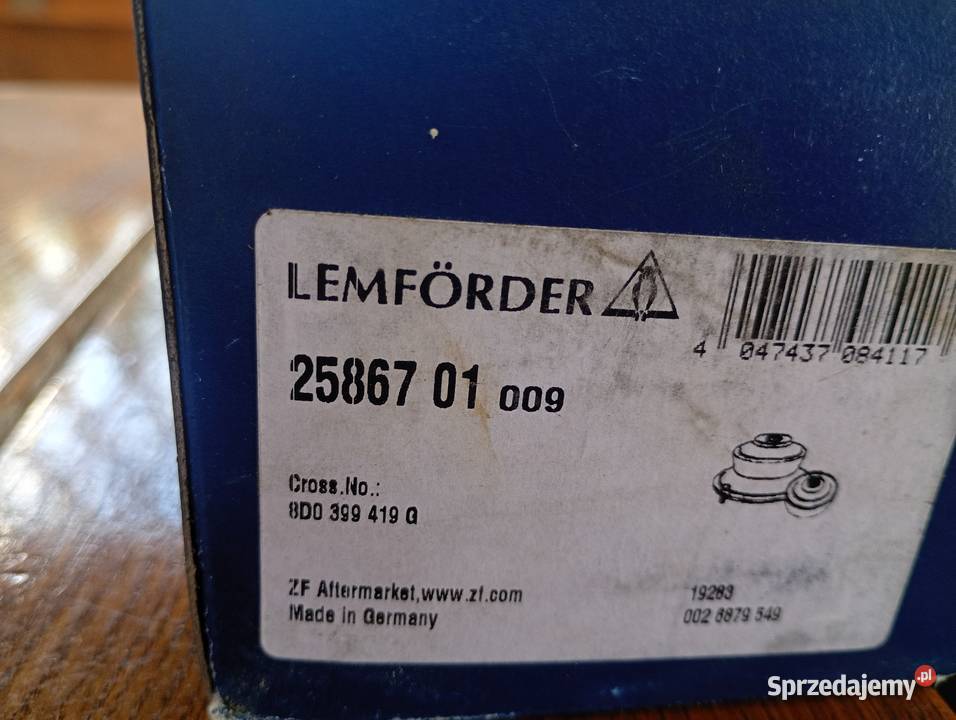 LEMFÖRDER
4 047437 084117
25867 01 009
Cross.No.:
8D0 399 419 G
ZF Aftermarket,www.zf.com
Made in Germany
19283
002 6879 549
Sprzedajemy.pl